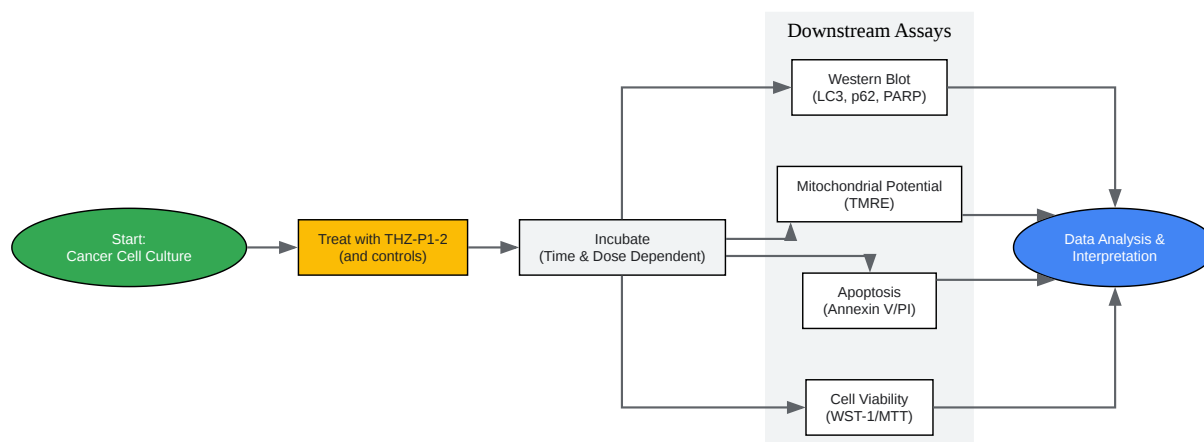 Downstream Assays
Western Blot
(LC3, p62, PARP)
Mitochondrial Potential
(TMRE)
Start:
Cancer Cell Culture
Treat with THZ-P1-2
(and controls)
Incubate
(Time & Dose Dependent)
Data Analysis &
Interpretation
Apoptosis
(Annexin V/PI)
Cell Viability
(WST-1/MTT)